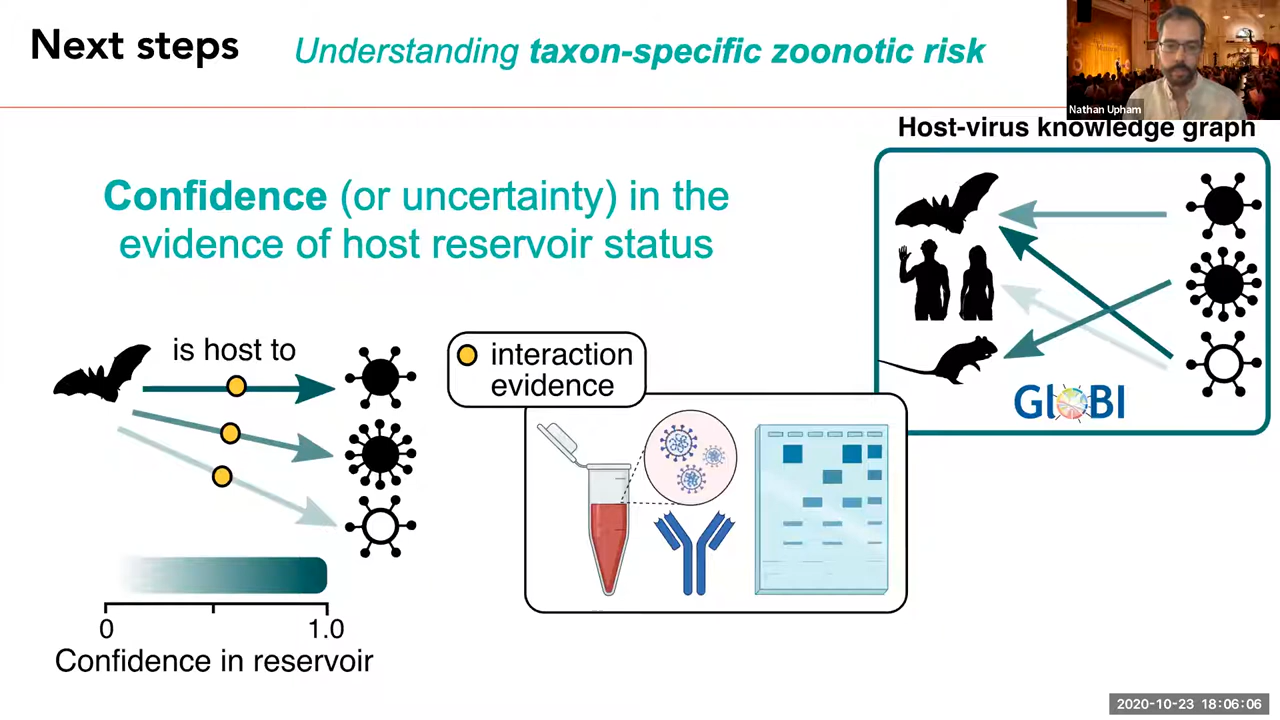 Next steps
Understanding taxon-specific zoonotic risk
Nathan Upham
Host-virus knowledge graph
Confidence (or uncertainty) in the
evidence of host reservoir status
is host to
interaction
evidence
GloBI
0
1.0
Confidence in reservoir
2020-10-23 18:06:06